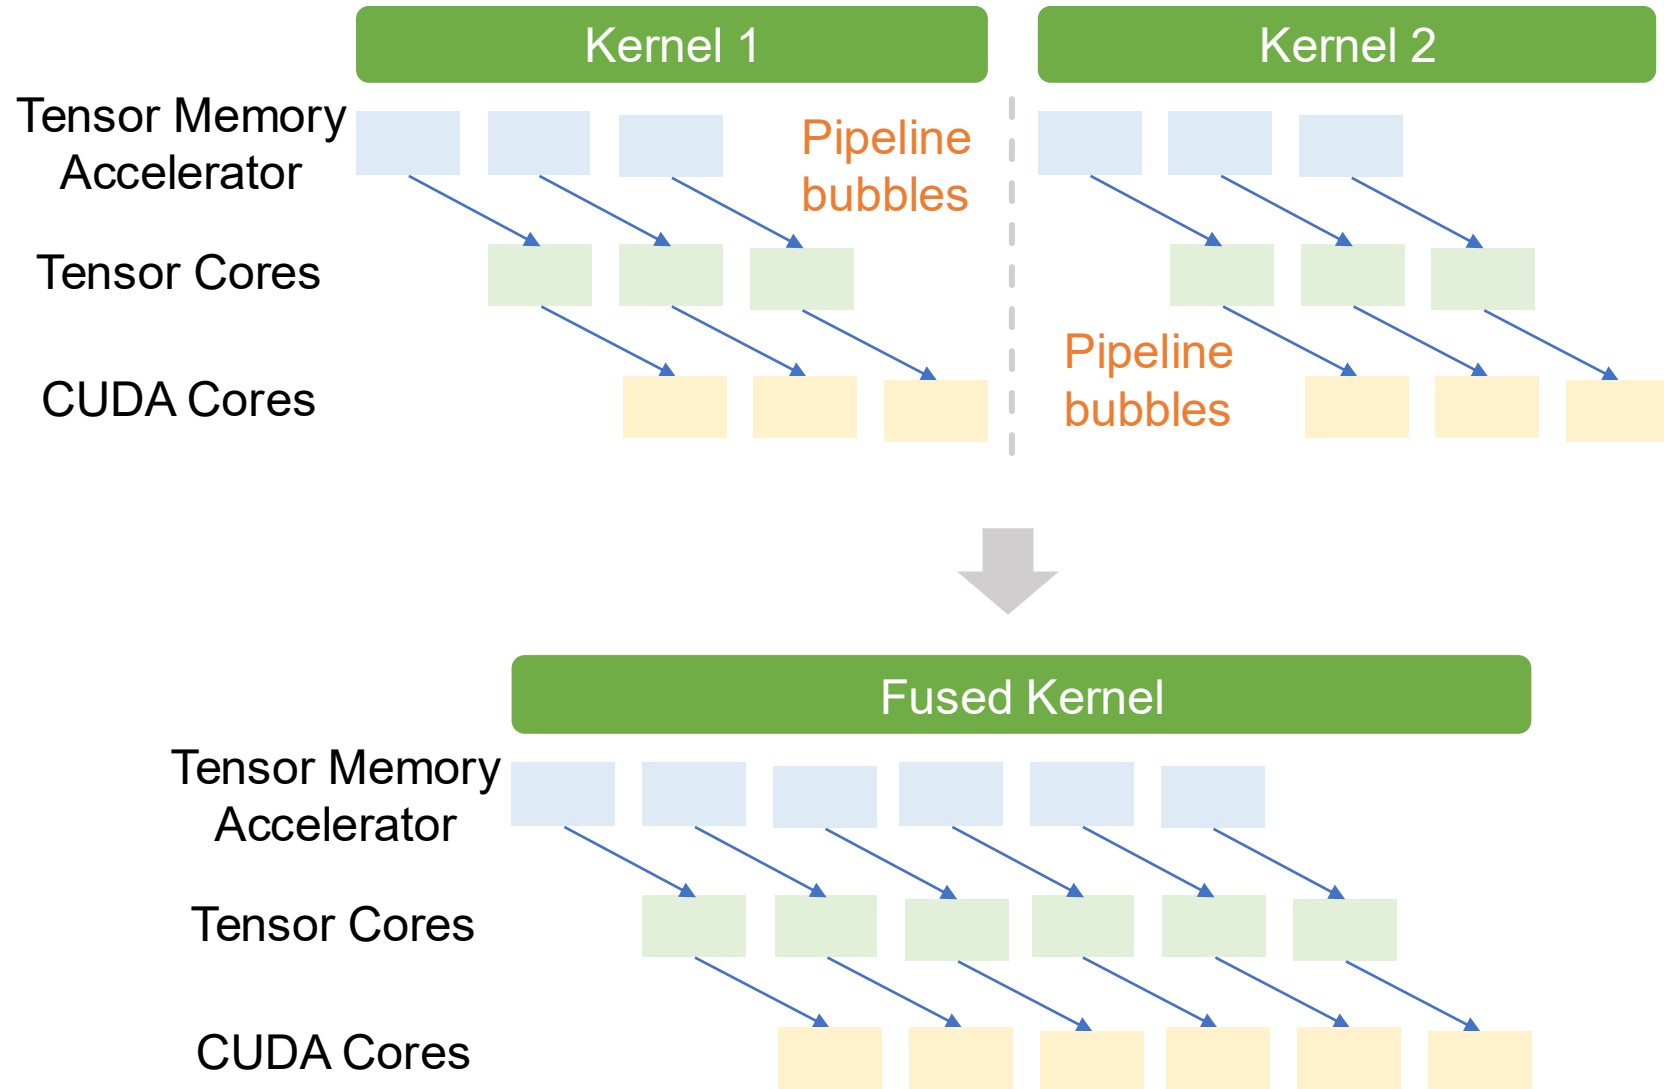 Kernel 1
Kernel 2
Tensor Memory
Accelerator
Pipeline
bubbles
Tensor Cores
Pipeline
bubbles
CUDA Cores
Fused Kernel
Tensor Memory
Accelerator
Tensor Cores
CUDA Cores